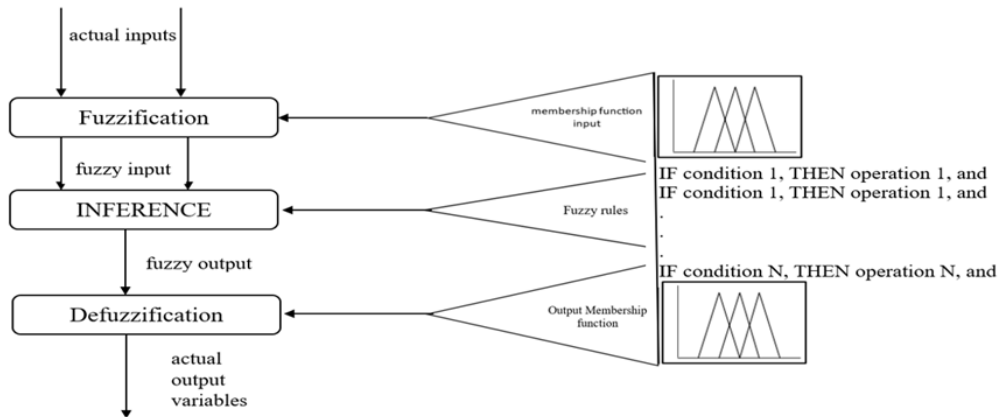 actual inputs
Fuzzification
membership function
input
fuzzy input
IF condition 1, THEN operation 1, and
IF condition 1, THEN operation 1, and
.
.
.
INFERENCE
Fuzzy rules
fuzzy output
IF condition N, THEN operation N, and
Defuzzification
Output Membership
function
actual
output
variables